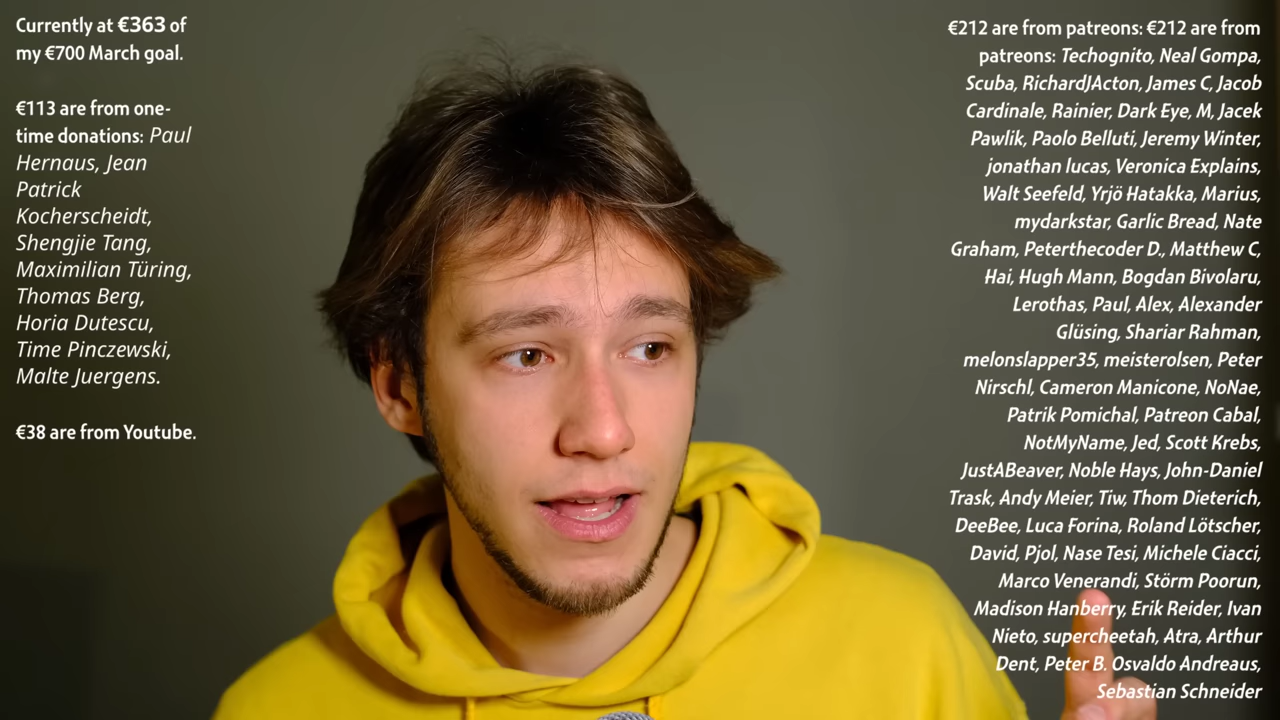 Currently at €363 of
my €700 March goal.
€113 are from one-
time donations: Paul
Hernaus, Jean
Patrick
Kocherscheidt,
Shengjie Tang,
Maximilian Türing,
Thomas Berg,
Horia Dutescu,
Time Pinczewski,
Malte Juergens.
€38 are from Youtube.
€212 are from patreons: €212 are from
patreons: Techognito, Neal Gompa,
Scuba, RichardJActon, James C, Jacob
Cardinale, Rainier, Dark Eye, M, Jacek
Pawlik, Paolo Belluti, Jeremy Winter,
jonathan lucas, Veronica Explains,
Walt Seefeld, Yrjö Hatakka, Marius,
mydarkstar, Garlic Bread, Nate
Graham, Peterthecoder D., Matthew C,
Hai, Hugh Mann, Bogdan Bivolaru,
Lerothas, Paul, Alex, Alexander
Glüsing, Shariar Rahman,
melonslapper35, meisterolsen, Peter
Nirschl, Cameron Manicone, NoNae,
Patrik Pomichal, Patreon Cabal,
NotMyName, Jed, Scott Krebs,
JustABeaver, Noble Hays, John-Daniel
Trask, Andy Meier, Tiw, Thom Dieterich,
DeeBee, Luca Forina, Roland Lötscher,
David, Pjol, Nase Tesi, Michele Ciacci,
Marco Venerandi, Störm Poorun,
Madison Hanberry, Erik Reider, Ivan
Nieto, supercheetah, Atra, Arthur
Dent, Peter B. Osvaldo Andreaus,
Sebastian Schneider